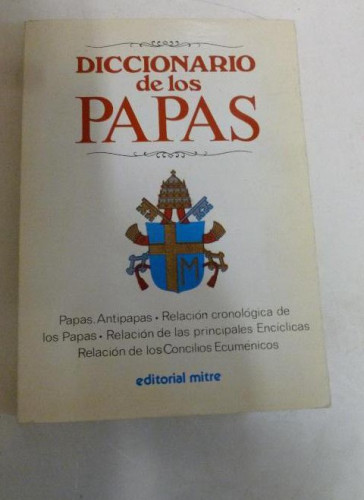 DICCIONARIO
de los
PAPAS
M
Papas. Antipapas • Relación cronológica de
los Papas • Relación de las principales Encíclicas
Relación de los Concilios Ecuménicos
editorial mitre